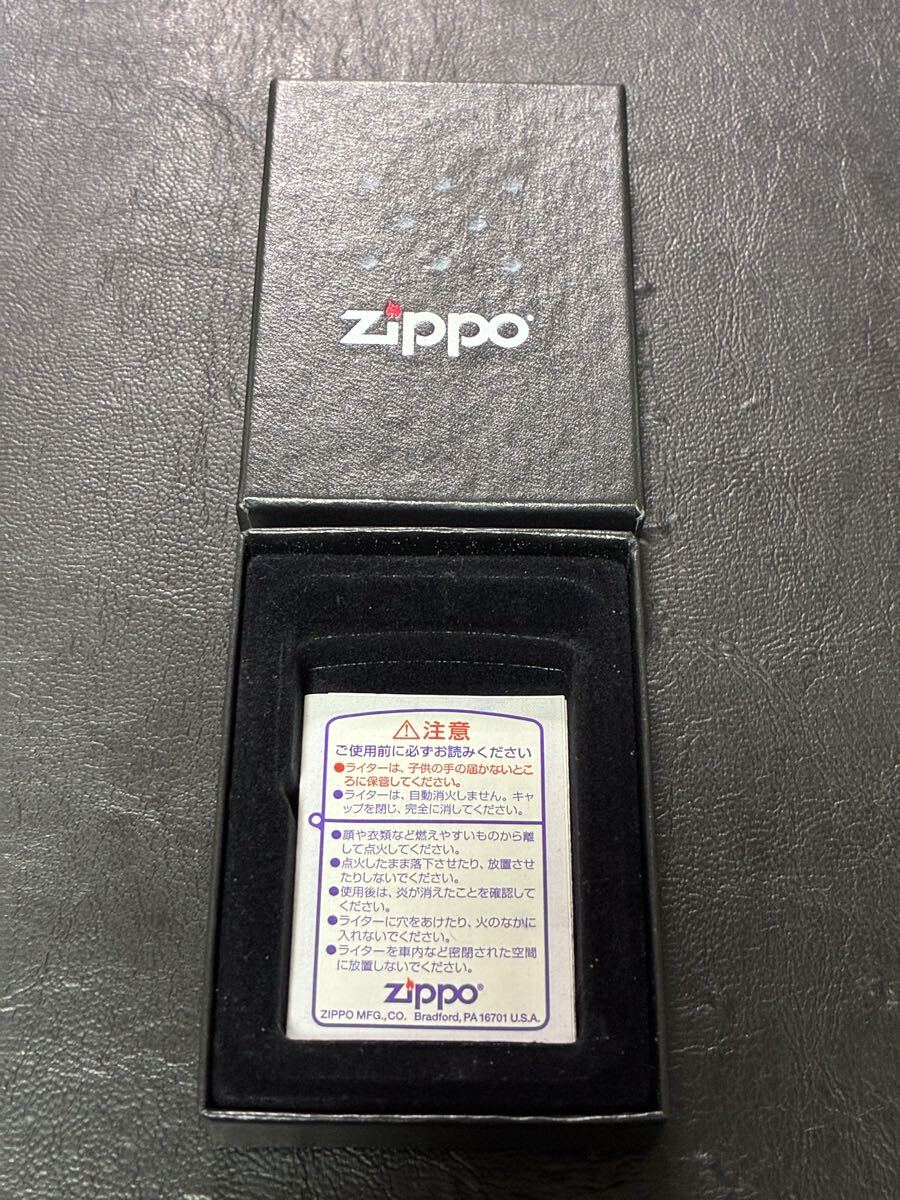 Zippo
⚠注意
ご使用前に必ずお読みください
●ライターは、子供の手の届かないとこ
ろに保管してください。
●ライターは、自動消火しません。キャ
ップを閉じ、完全に消してください。
●顔や衣類など燃えやすいものから離
して点火してください。
●点火したまま落下させたり、放置させ
たりしないでください。
●使用後は、炎が消えたことを確認して
ください。
●ライターに穴をあけたり、火のなかに
入れないでください。
●ライターを車内など密閉された空間
に放置しないでください。
Zippo®
ZIPPO MFG.,CO. Bradford, PA 16701 U.S.A.